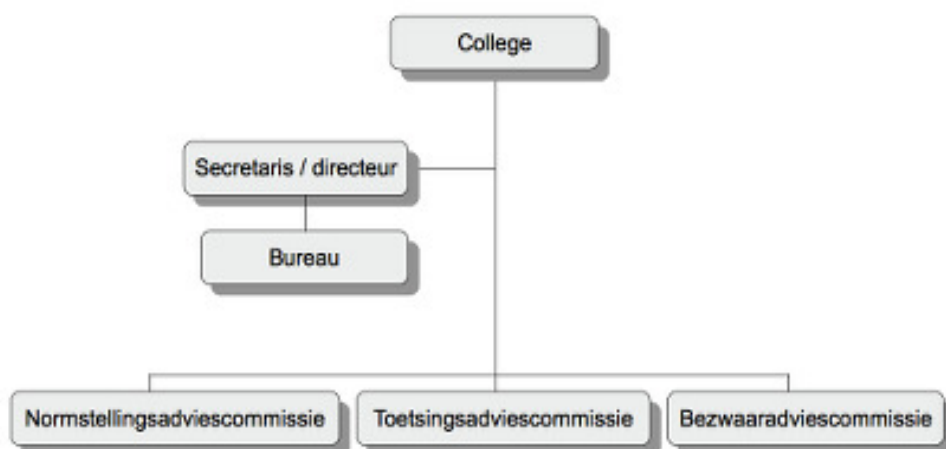 College
Secretaris / directeur
Bureau
Normstellingsadviescommissie
Toetsingsadviescommissie
Bezwaaradviescommissie